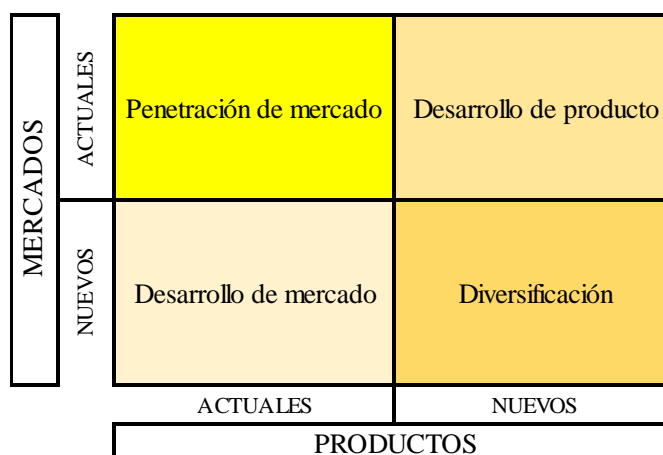 MERCADOS
ACTUALES
Penetración de mercado
Desarrollo de producto
NUEVOS
Desarrollo de mercado
Diversificación
ACTUALES
NUEVOS
PRODUCTOS